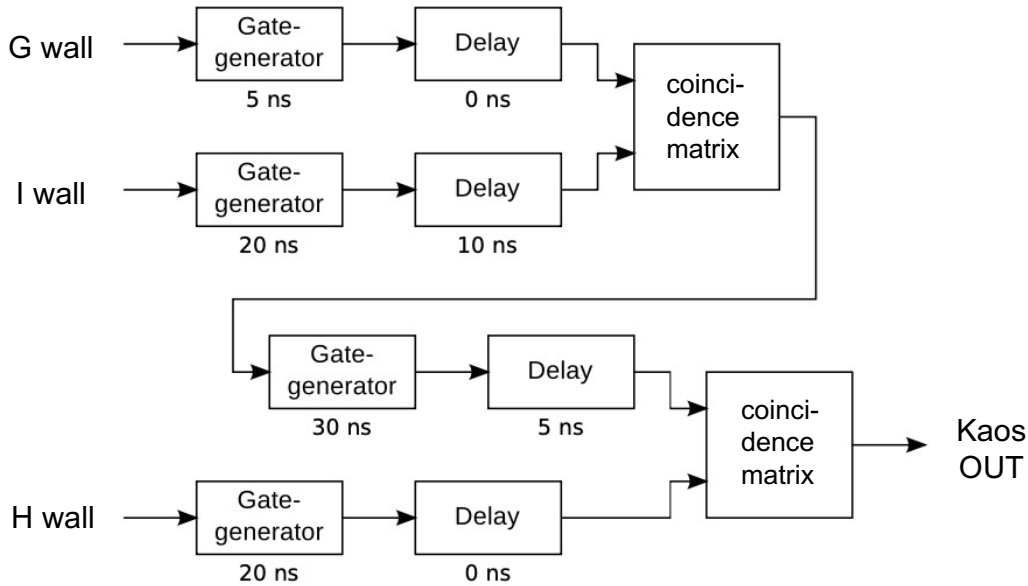 G wall
Gate-
generator
5 ns
Delay
0 ns
coinci-
dence
matrix
I wall
Gate-
generator
20 ns
Delay
10 ns
Gate-
generator
30 ns
Delay
5 ns
coinci-
dence
matrix
Kaos
OUT
H wall
Gate-
generator
20 ns
Delay
0 ns